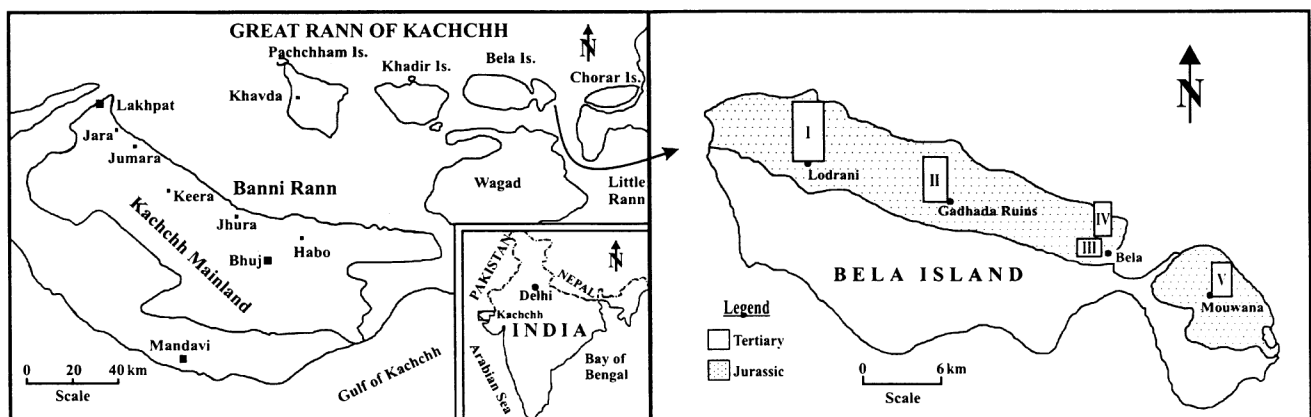 GREAT RANN OF KACHCHH
Pachchham Is.
Khadir Is.
Bela Is.
N
Chorar Is.
Khavda
Lakhpat
Jara
Jumara
Keera
Banni Rann
Wagad
Little
Rann
Kachchh Mainland
Jhura
Habo
Bhuj
Mandavi
0 20 40 km
Scale
Gulf of Kachchh
N
PAKISTAN
NEPAL
Delhi
Kachchh
INDIA
Arabian Sea
Bay of
Bengal
N
I
Lodrani
II
Gadhada Ruins
IV
III
Bela
BELA ISLAND
V
Mouwana
Legend
Tertiary
Jurassic
0 6 km
Scale